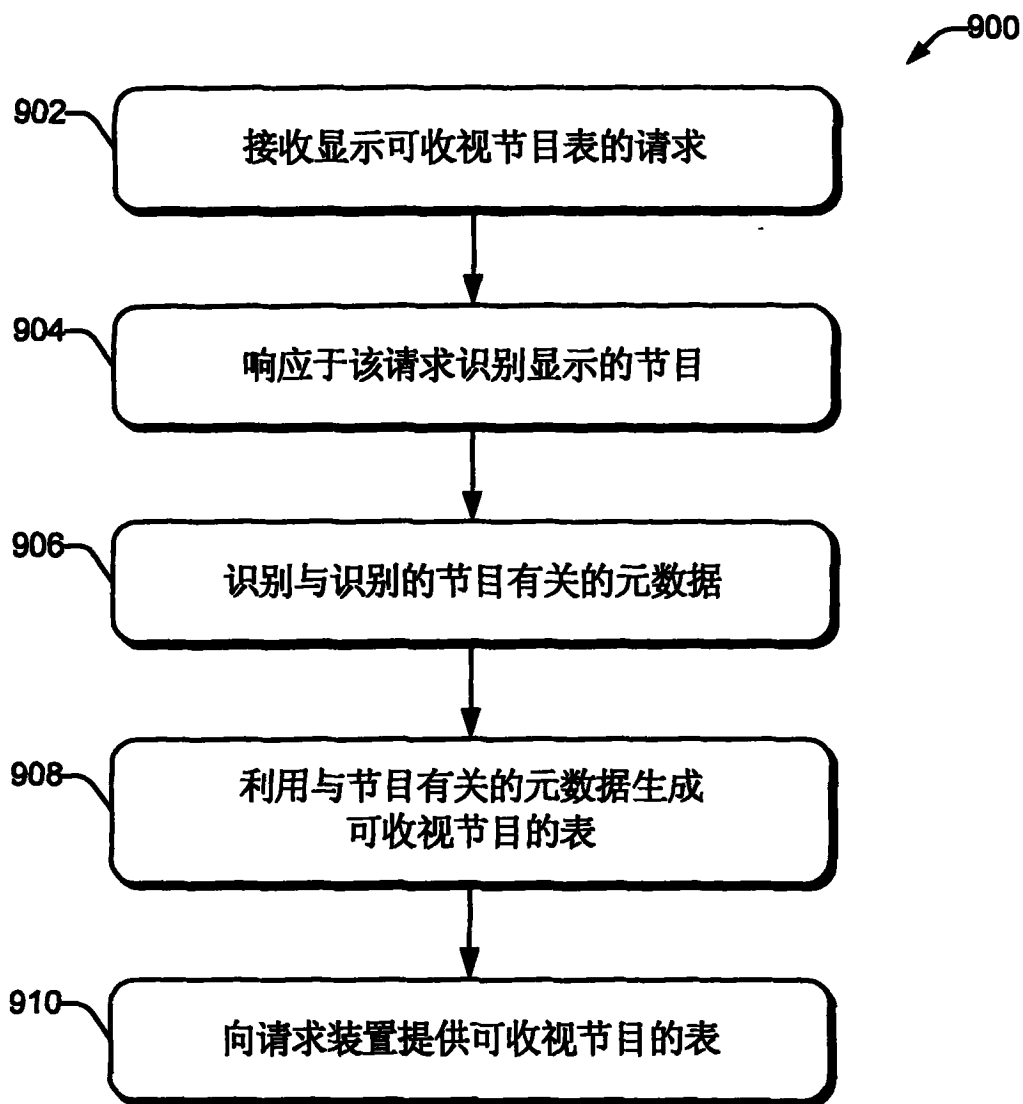 900
902
接收显示可收视节目表的请求
904
响应于该请求识别显示的节目
906
识别与识别的节目有关的元数据
908
利用与节目有关的元数据生成
可收视节目的表
910
向请求装置提供可收视节目的表